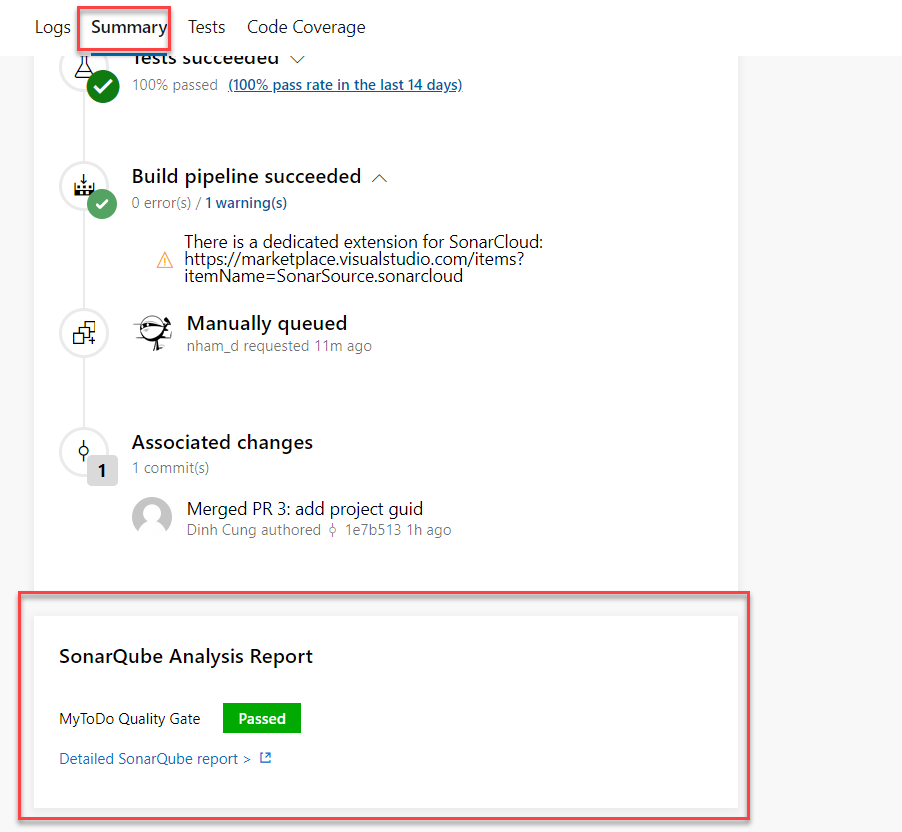 Logs Summary Tests Code Coverage
Tests succeeded
100% passed (100% pass rate in the last 14 days)
Build pipeline succeeded
0 error(s) / 1 warning(s)
There is a dedicated extension for SonarCloud:
https://marketplace.visualstudio.com/items?
itemName=SonarSource.sonarcloud
Manually queued
nham_d requested 11m ago
Associated changes
1
1 commit(s)
Merged PR 3: add project guid
Dinh Cung authored 1e7b513 1h ago
SonarQube Analysis Report
MyToDo Quality Gate Passed
Detailed SonarQube report >